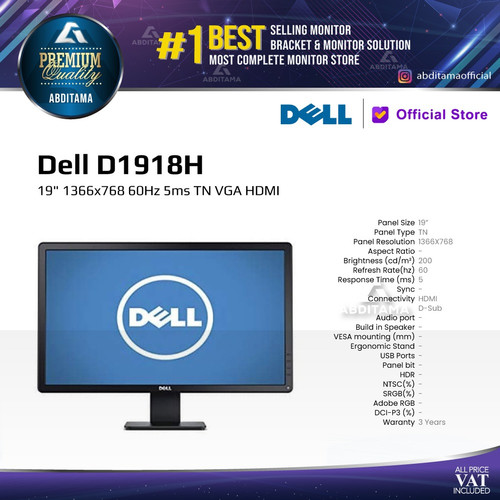 ABDITAMA
PREMIUM
Quality
ABDITAMA
#1 BEST
SELLING MONITOR
BRACKET & MONITOR SOLUTION
MOST COMPLETE MONITOR STORE
ABDITAMA
ABDITAMA
abditamaofficial
DELL
Official Store
Dell D1918H
19" 1366x768 60Hz 5ms TN VGA HDMI
Panel Size 19"
Panel Type TN
Panel Resolution 1366X768
Aspect Ratio -
Brightness (cd/m²) 200
Refresh Rate(hz) 60
Response Time (ms) 5
Sync -
Connectivity HDMI
D-Sub
ABDITAMA
Audio port -
Build in Speaker -
VESA mounting (mm) -
Ergonomic Stand -
USB Ports -
Panel bit -
HDR -
NTSC(%) -
SRGB(%) -
Adobe RGB -
DCI-P3 (%) -
Waranty 3 Years
DELL
DELL
ALL PRICE
VAT
INCLUDED